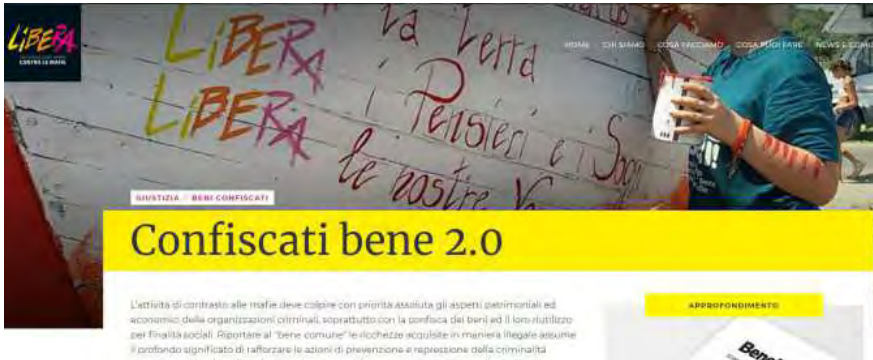 LiBERA
CONTRO LE MAFIE
HOME CHI SIAMO COSA FACCIAMO COSA PUOI FARE NEWS E COMU
LiBERA
LiBERA
la Terra
i Pensieri e i Sogni
le nostre
GIUSTIZIA BENI CONFISCATI
Confiscati bene 2.0
L'attività di contrasto alle mafie deve colpire con priorità assoluta gli aspetti patrimoniali ed
economici delle organizzazioni criminali, soprattutto con la confisca dei beni ed il loro riutilizzo
per finalità sociali. Riportare al "bene comune" le ricchezze acquisite in maniera illegale assume
il profondo significato di rafforzare le azioni di prevenzione e repressione della criminalità
APPROFONDIMENTO